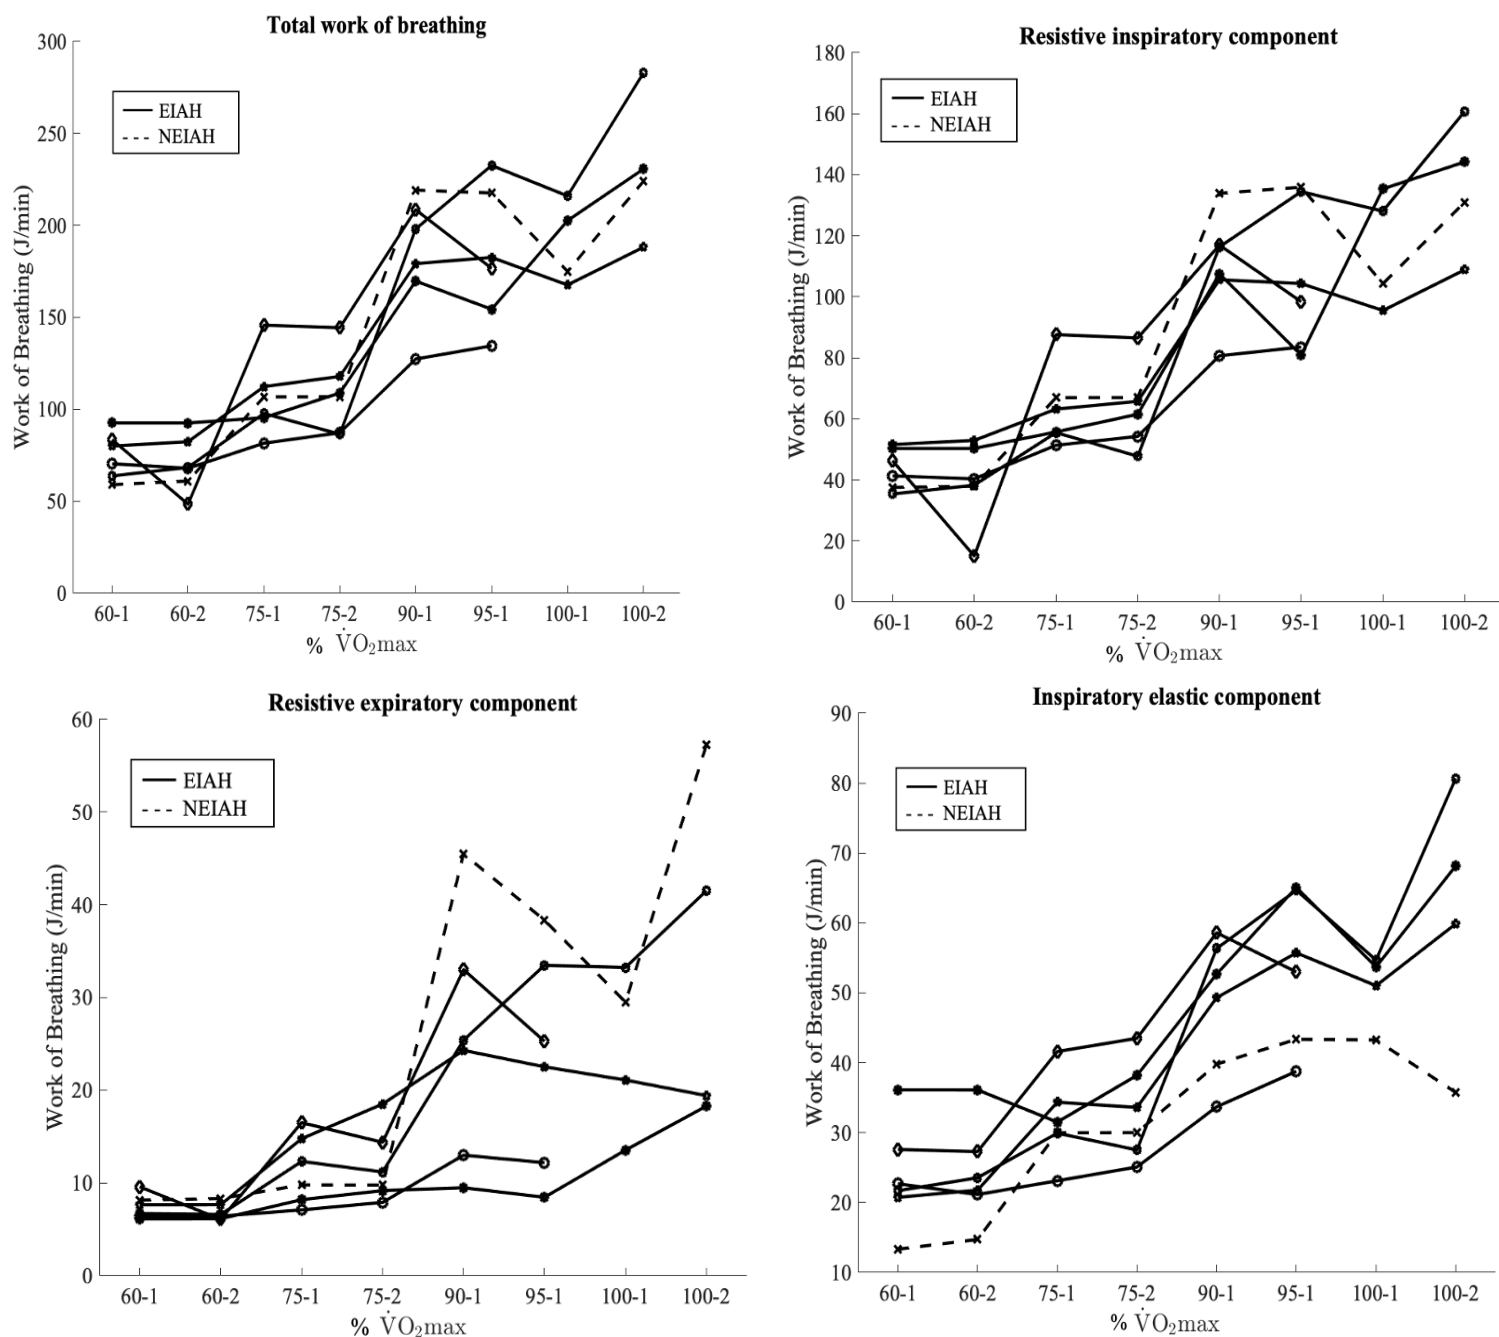 Total work of breathing
300
250
200
150
100
50
0
EIAH
NEIAH
Work of Breathing (J/min)
60-1 60-2 75-1 75-2 90-1 95-1 100-1 100-2
% V̇O₂max
Resistive inspiratory component
180
160
140
120
100
80
60
40
20
0
EIAH
NEIAH
Work of Breathing (J/min)
60-1 60-2 75-1 75-2 90-1 95-1 100-1 100-2
% V̇O₂max
Resistive expiratory component
60
50
40
30
20
10
0
EIAH
NEIAH
Work of Breathing (J/min)
60-1 60-2 75-1 75-2 90-1 95-1 100-1 100-2
% V̇O₂max
Inspiratory elastic component
90
80
70
60
50
40
30
20
10
EIAH
NEIAH
Work of Breathing (J/min)
60-1 60-2 75-1 75-2 90-1 95-1 100-1 100-2
% V̇O₂max